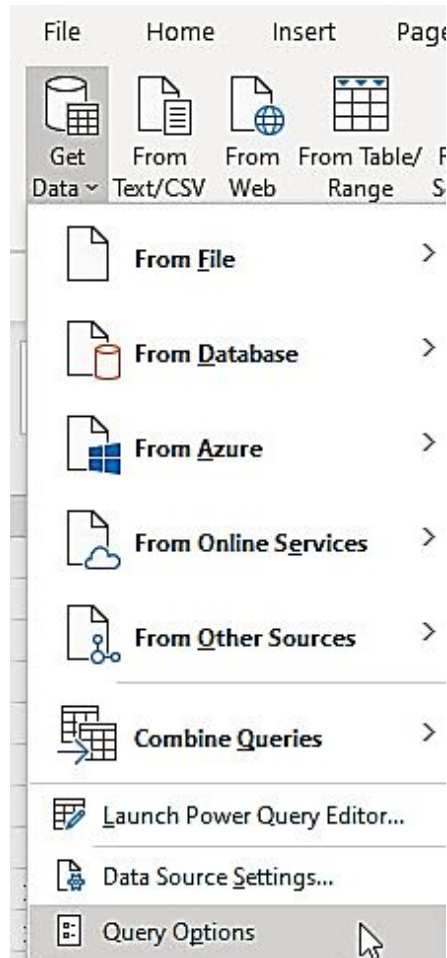 File Home Insert Page
Get Data From Text/CSV From Web From Table/ Range
From File
From Database
From Azure
From Online Services
From Other Sources
Combine Queries
Launch Power Query Editor...
Data Source Settings...
Query Options